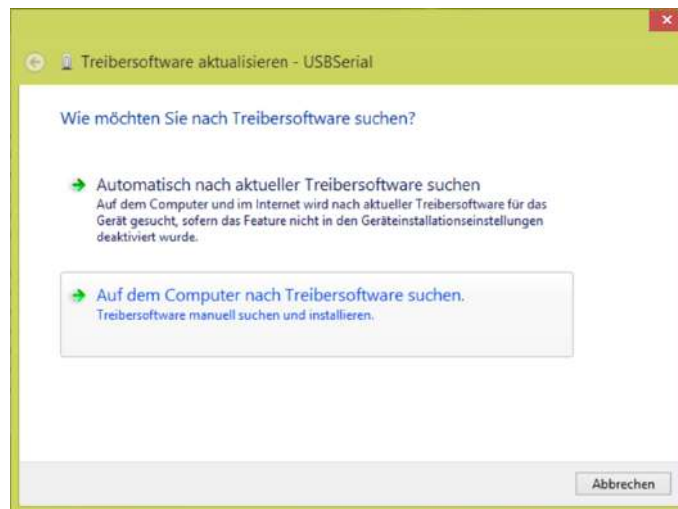 Treibersoftware aktualisieren - USBSerial
Wie möchten Sie nach Treibersoftware suchen?
Automatisch nach aktueller Treibersoftware suchen
Auf dem Computer und im Internet wird nach aktueller Treibersoftware für das
Gerät gesucht, sofern das Feature nicht in den Geräteinstallationseinstellungen
deaktiviert wurde.
Auf dem Computer nach Treibersoftware suchen.
Treibersoftware manuell suchen und installieren.
Abbrechen